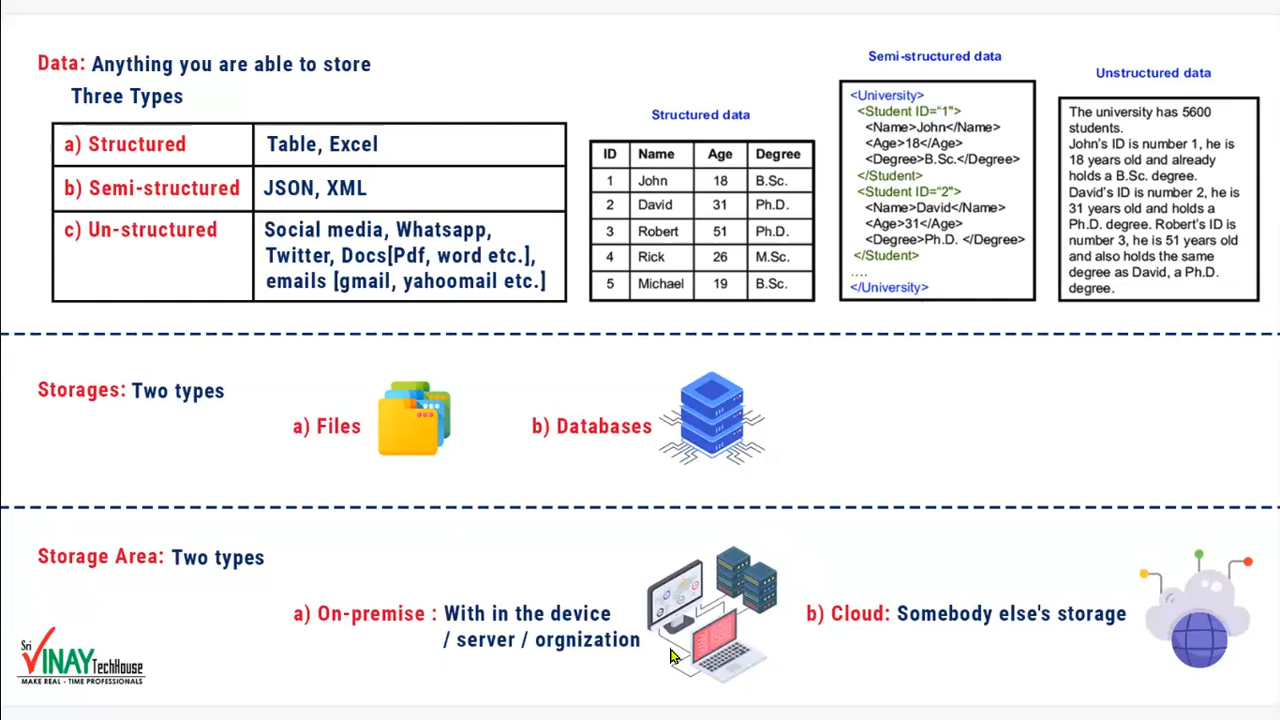 Data: Anything you are able to store
Three Types
a) Structured
Table, Excel
b) Semi-structured
JSON, XML
c) Un-structured
Social media, Whatsapp,
Twitter, Docs[Pdf, word etc.],
emails [gmail, yahoomail etc.]
Structured data
ID Name Age Degree
1 John 18 B.Sc.
2 David 31 Ph.D.
3 Robert 51 Ph.D.
4 Rick 26 M.Sc.
5 Michael 19 B.Sc.
Semi-structured data
<University>
<Student ID="1">
<Name>John</Name>
<Age>18</Age>
<Degree>B.Sc.</Degree>
</Student>
<Student ID="2">
<Name>David</Name>
<Age>31</Age>
<Degree>Ph.D. </Degree>
</Student>
....
</University>
Unstructured data
The university has 5600
students.
John's ID is number 1, he is
18 years old and already
holds a B.Sc. degree.
David's ID is number 2, he is
31 years old and holds a
Ph.D. degree. Robert's ID is
number 3, he is 51 years old
and also holds the same
degree as David, a Ph.D.
degree.
Storages: Two types
a) Files
b) Databases
Storage Area: Two types
a) On-premise : With in the device
/ server / orgnization
b) Cloud: Somebody else's storage
Sri
VINAY TechHouse
MAKE REAL - TIME PROFESSIONALS